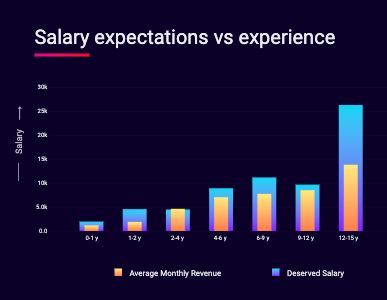 Salary expectations vs experience
30k
25k
20k
15k
10k
5.0k
0.0
Salary
0-1 y
1-2 y
2-4 y
4-6 y
6-9 y
9-12 y
12-15 y
Average Monthly Revenue
Deserved Salary